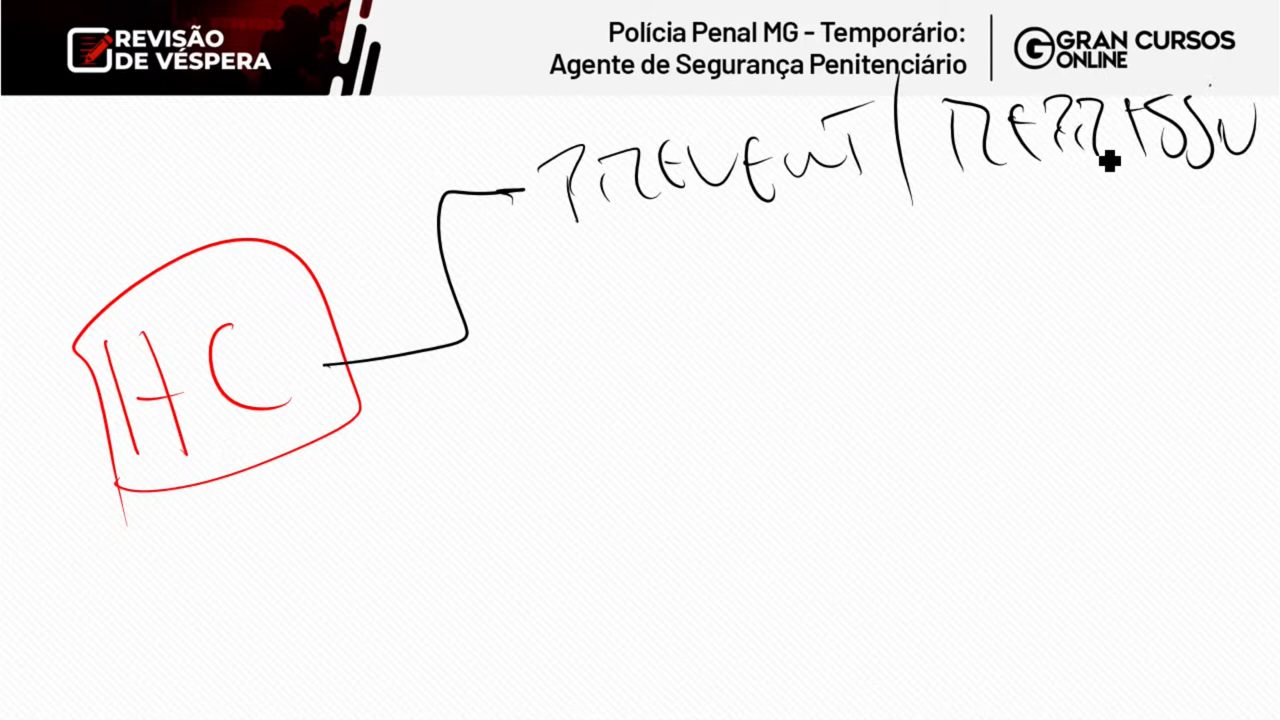 REVISÃO
DE VÉSPERA
Polícia Penal MG - Temporário:
Agente de Segurança Penitenciário
GRAN CURSOS
ONLINE
PREVENT / REPRESSIV
HC